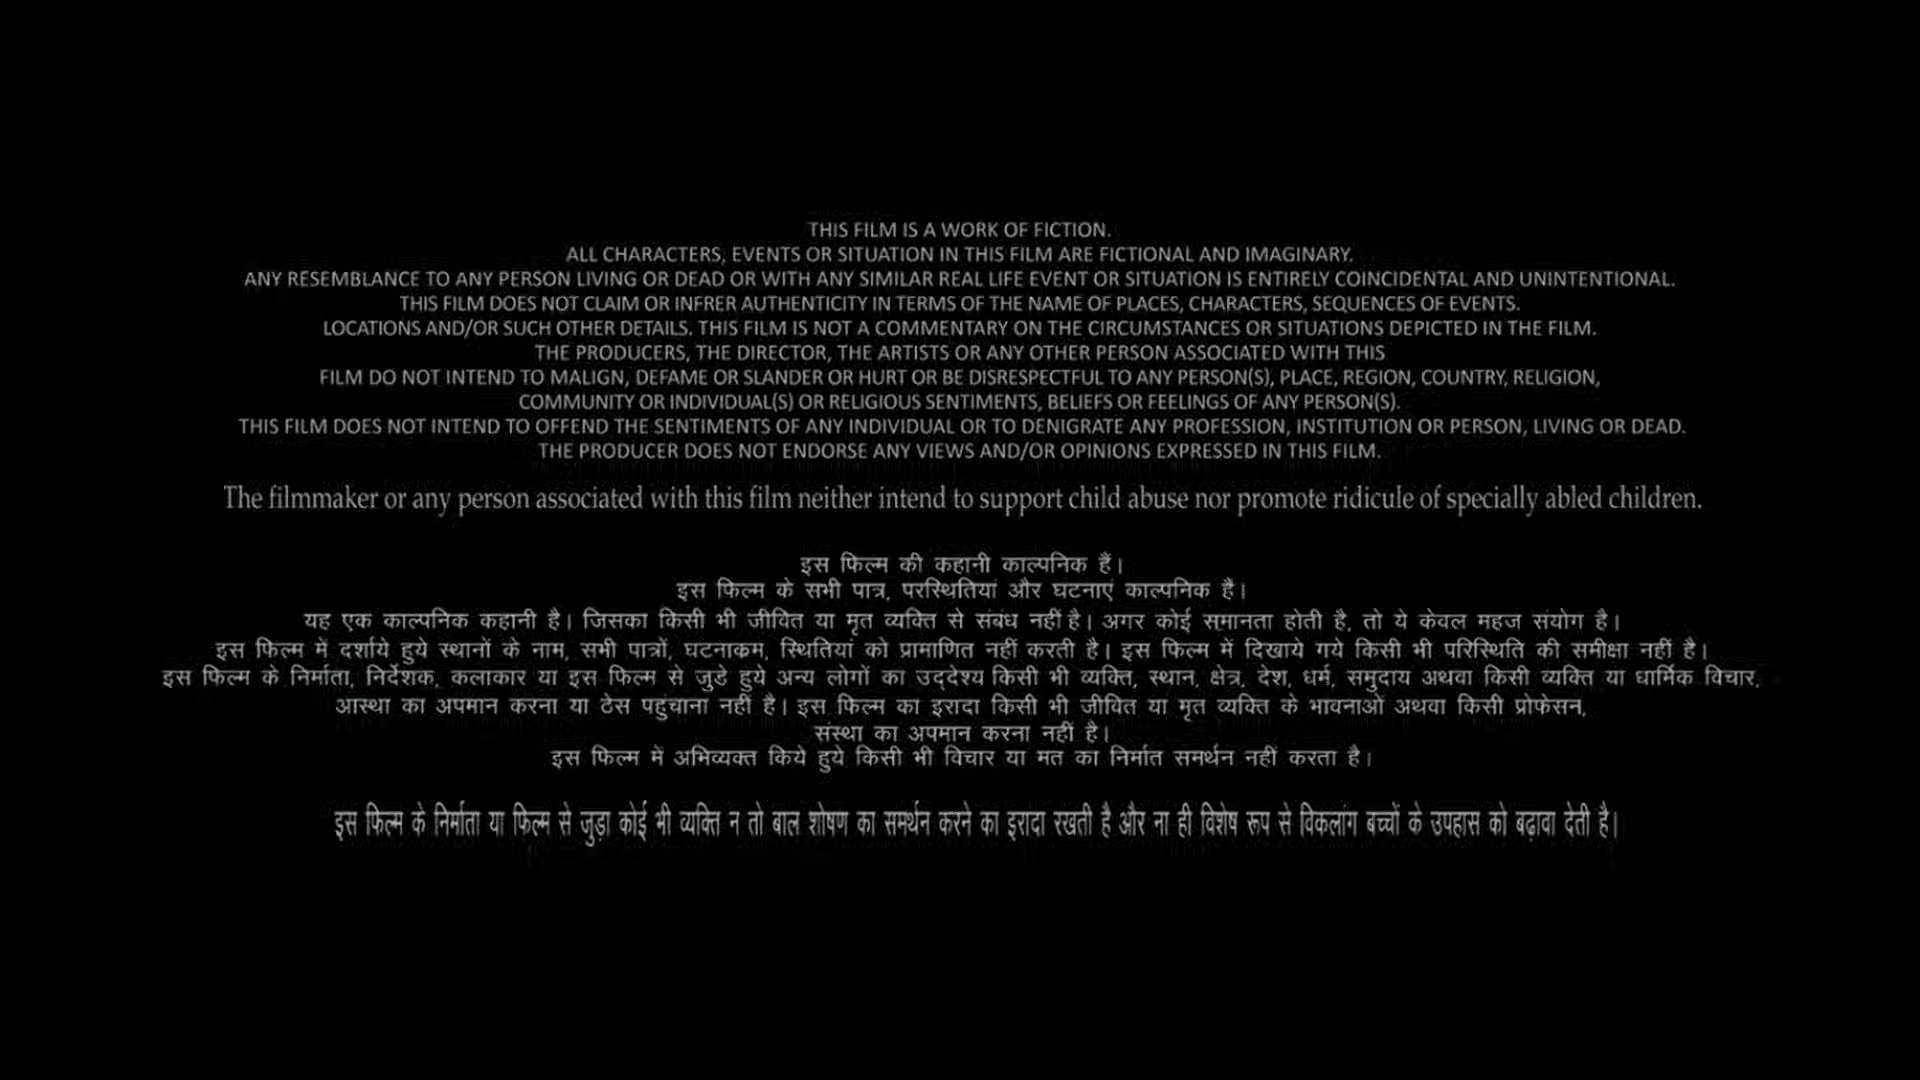 THIS FILM IS A WORK OF FICTION.
ALL CHARACTERS, EVENTS OR SITUATION IN THIS FILM ARE FICTIONAL AND IMAGINARY.
ANY RESEMBLANCE TO ANY PERSON LIVING OR DEAD OR WITH ANY SIMILAR REAL LIFE EVENT OR SITUATION IS ENTIRELY COINCIDENTAL AND UNINTENTIONAL.
THIS FILM DOES NOT CLAIM OR INFRER AUTHENTICITY IN TERMS OF THE NAME OF PLACES, CHARACTERS, SEQUENCES OF EVENTS.
LOCATIONS AND/OR SUCH OTHER DETAILS. THIS FILM IS NOT A COMMENTARY ON THE CIRCUMSTANCES OR SITUATIONS DEPICTED IN THE FILM.
THE PRODUCERS, THE DIRECTOR, THE ARTISTS OR ANY OTHER PERSON ASSOCIATED WITH THIS
FILM DO NOT INTEND TO MALIGN, DEFAME OR SLANDER OR HURT OR BE DISRESPECTFUL TO ANY PERSON(S), PLACE, REGION, COUNTRY, RELIGION,
COMMUNITY OR INDIVIDUAL(S) OR RELIGIOUS SENTIMENTS, BELIEFS OR FEELINGS OF ANY PERSON(S).
THIS FILM DOES NOT INTEND TO OFFEND THE SENTIMENTS OF ANY INDIVIDUAL OR TO DENIGRATE ANY PROFESSION, INSTITUTION OR PERSON, LIVING OR DEAD.
THE PRODUCER DOES NOT ENDORSE ANY VIEWS AND/OR OPINIONS EXPRESSED IN THIS FILM.
The filmmaker or any person associated with this film neither intend to support child abuse nor promote ridicule of specially abled children.
इस फिल्म की कहानी काल्पनिक हैं।
इस फिल्म के सभी पात्र, परस्थितियां और घटनाएं काल्पनिक है।
यह एक काल्पनिक कहानी है। जिसका किसी भी जीवित या मृत व्यक्ति से संबंध नहीं है। अगर कोई समानता होती है, तो ये केवल महज संयोग है।
इस फिल्म में दर्शाये हुये स्थानों के नाम, सभी पात्रों, घटनाक्रम, स्थितियां को प्रामाणित नहीं करती है। इस फिल्म में दिखाये गये किसी भी परिस्थिति की समीक्षा नहीं है।
इस फिल्म के निर्माता, निर्देशक, कलाकार या इस फिल्म से जुडे हुये अन्य लोगों का उद्देश्य किसी भी व्यक्ति, स्थान, क्षेत्र, देश, धर्म, समुदाय अथवा किसी व्यक्ति या धार्मिक विचार,
आस्था का अपमान करना या ठेस पहुंचाना नहीं है। इस फिल्म का इरादा किसी भी जीवित या मृत व्यक्ति के भावनाओं अथवा किसी प्रोफेसन,
संस्था का अपमान करना नहीं है।
इस फिल्म में अभिव्यक्त किये हुये किसी भी विचार या मत का निर्मात समर्थन नहीं करता है।
इस फिल्म के निर्माता या फिल्म से जुड़ा कोई भी व्यक्ति न तो बाल शोषण का समर्थन करने का इरादा रखती है और ना ही विशेष रूप से विकलांग बच्चों के उपहास को बढ़ावा देती है।